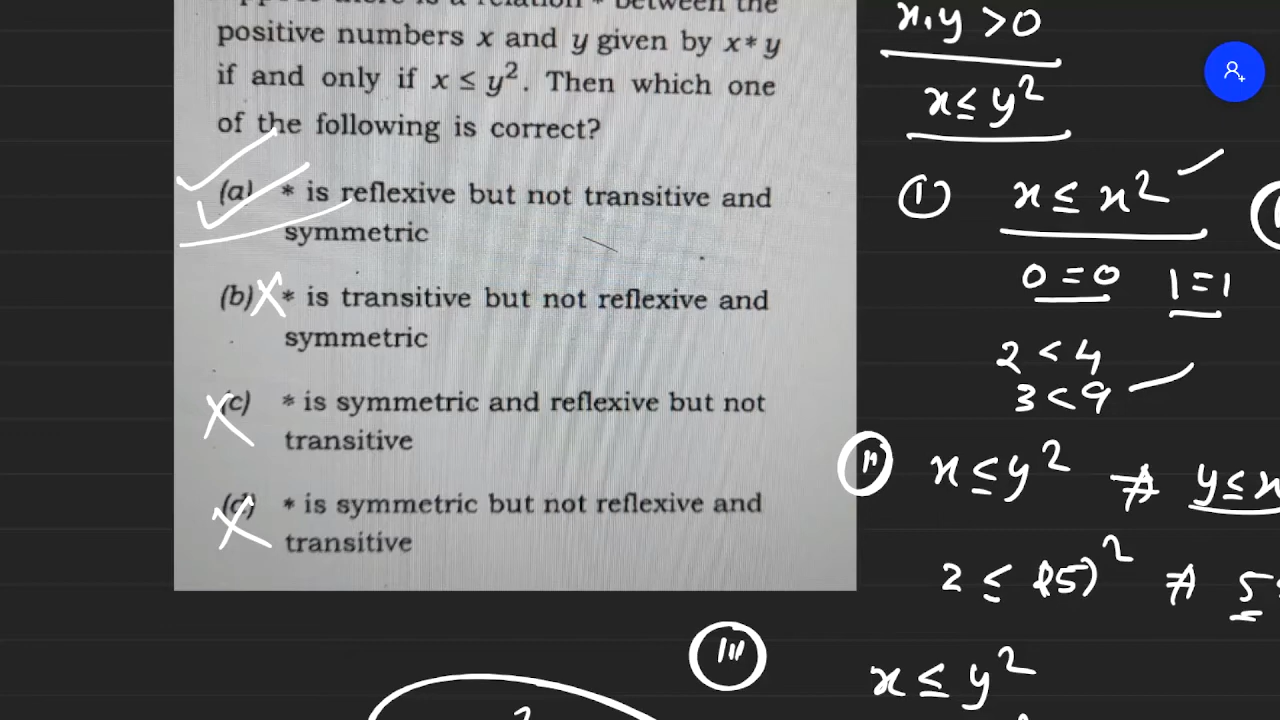 between the
positive numbers x and y given by x * y
if and only if x ≤ y². Then which one
of the following is correct?
(a) * is reflexive but not transitive and
symmetric
(b) * is transitive but not reflexive and
symmetric
(c) * is symmetric and reflexive but not
transitive
(d) * is symmetric but not reflexive and
transitive
x, y > 0
x ≤ y²
(i) x ≤ x²
0 = 0 1 = 1
2 < 4
3 < 9
(ii) x ≤ y² ⇏ y ≤ x
2 ≤ (5)² ⇏ 5
(iii) x ≤ y²